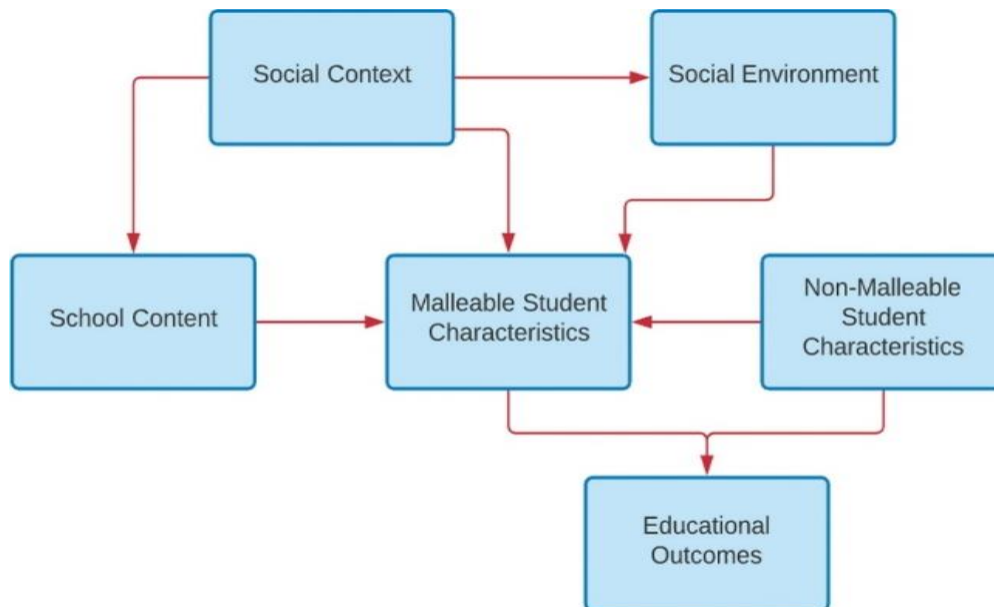 Social Context
Social Environment
School Content
Malleable Student
Characteristics
Non-Malleable
Student
Characteristics
Educational
Outcomes